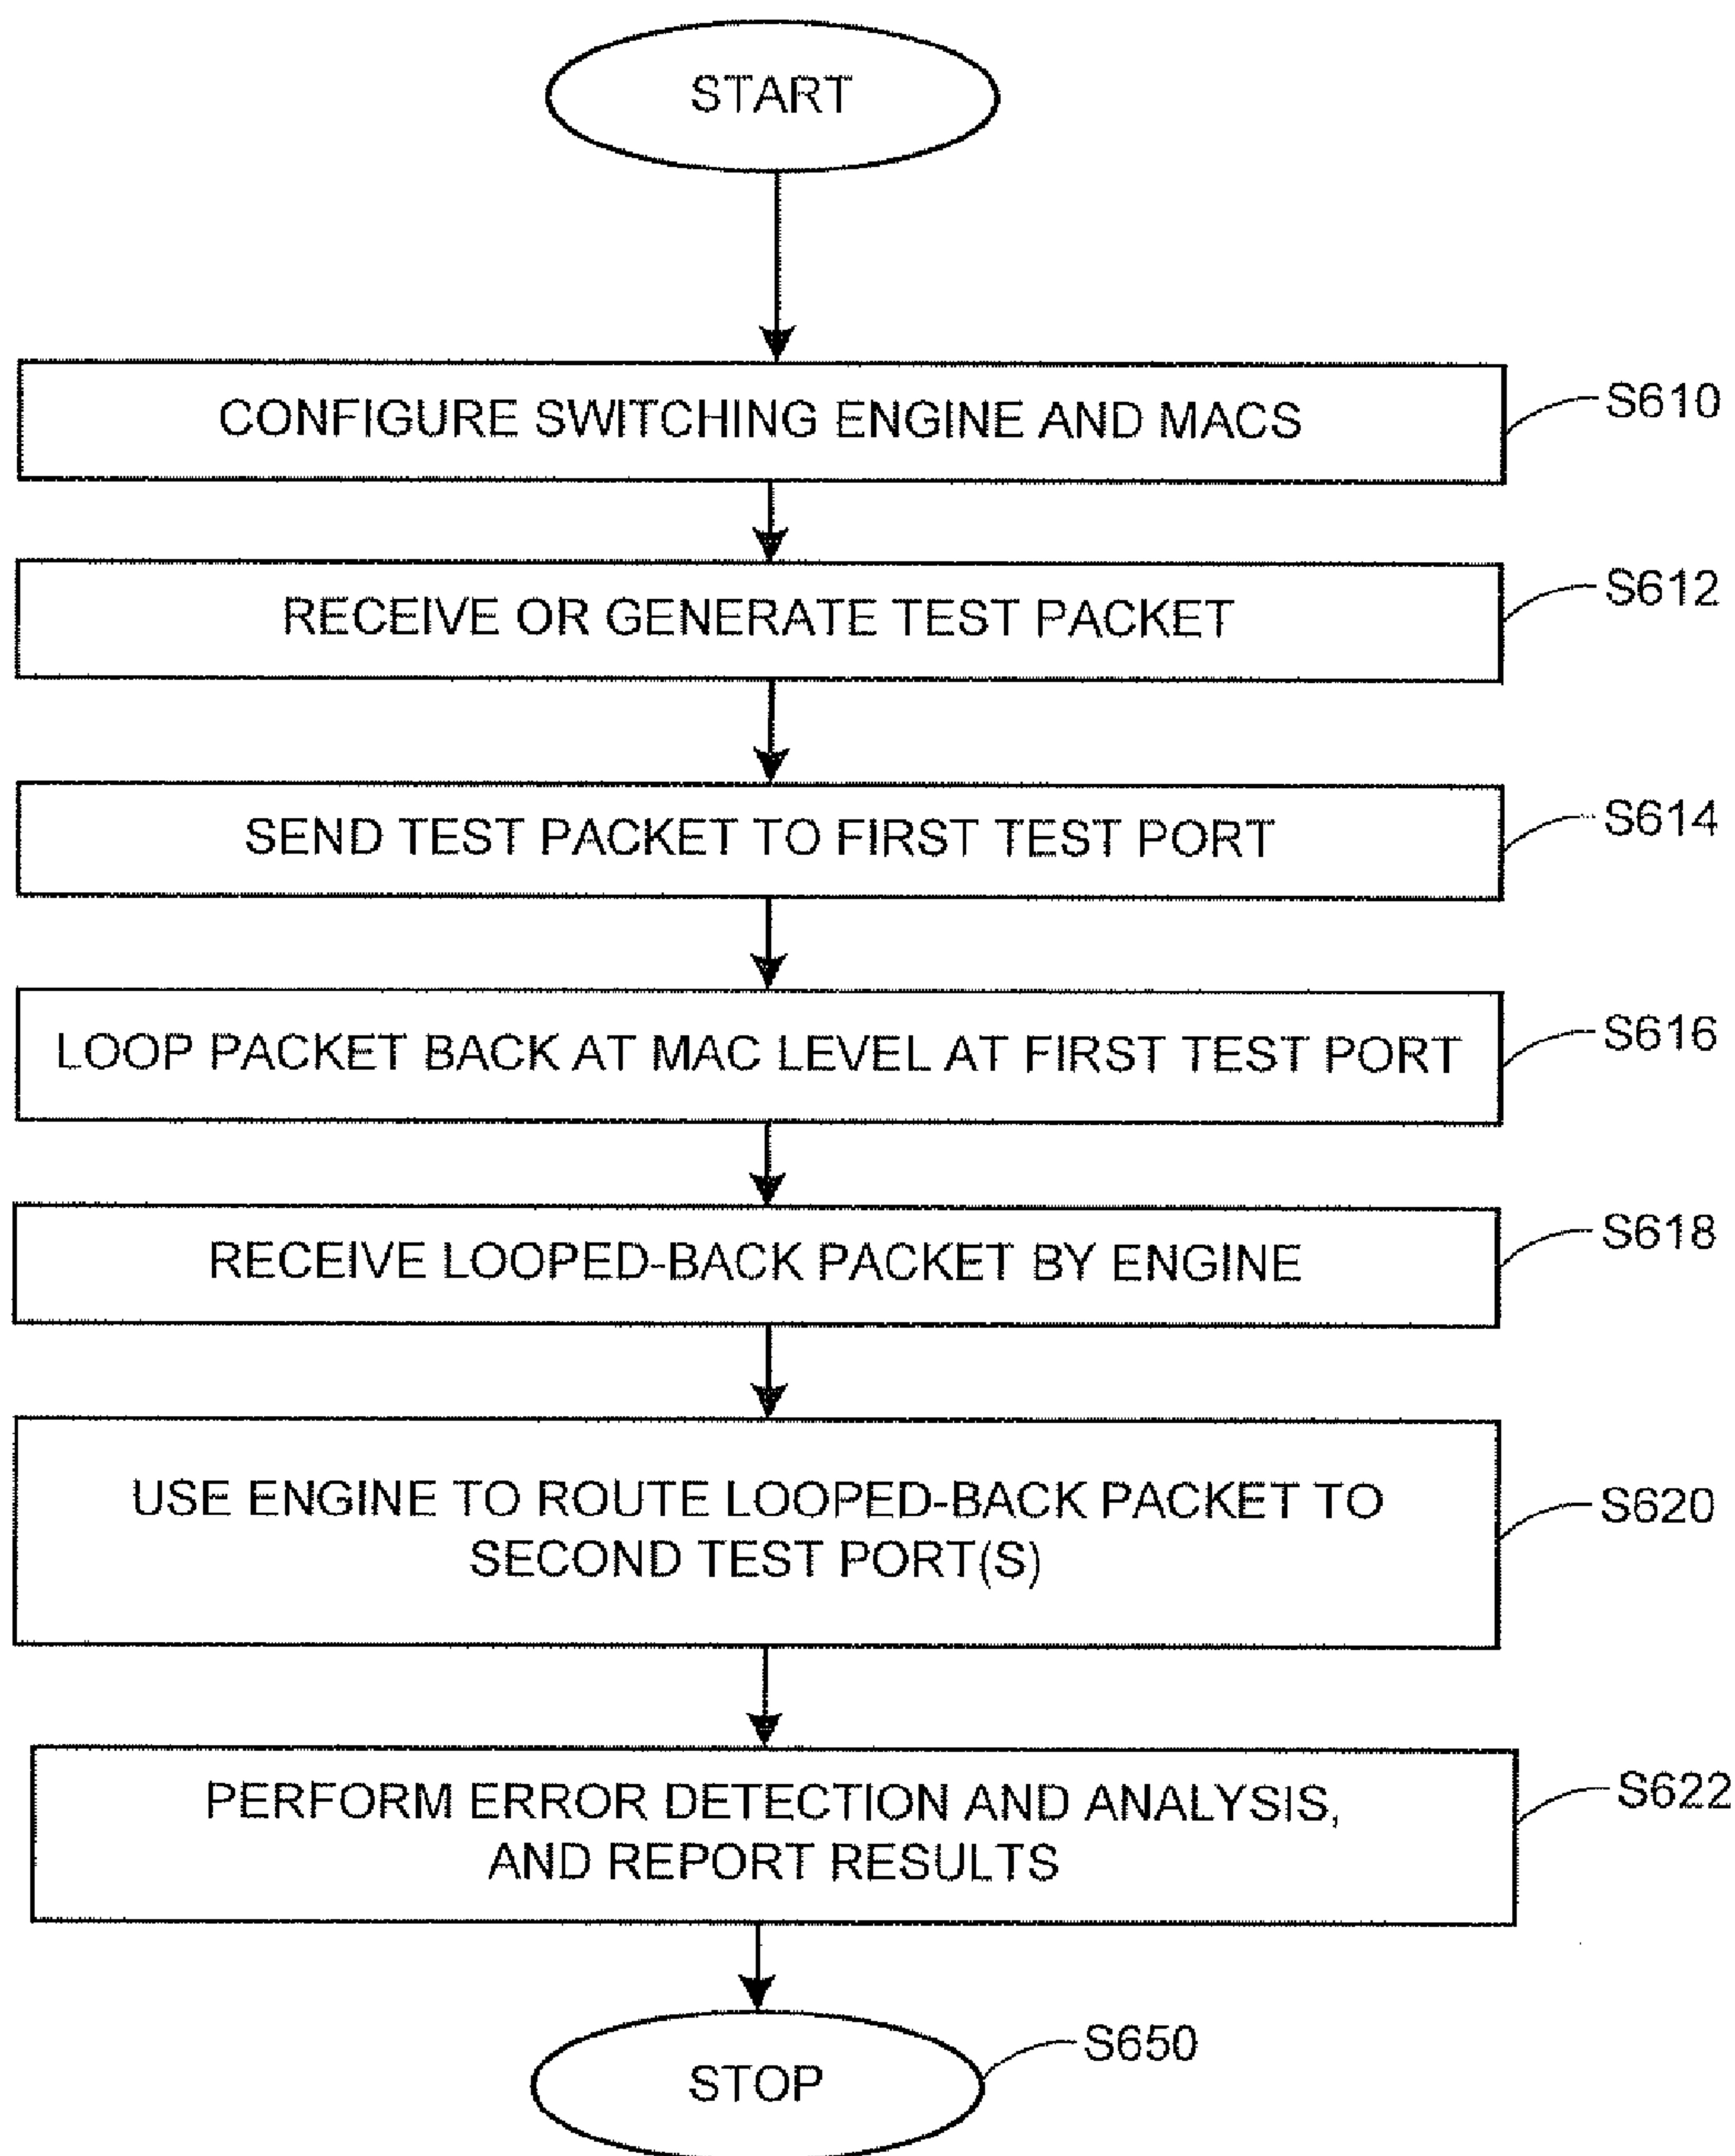 START
CONFIGURE SWITCHING ENGINE AND MACS
S610
RECEIVE OR GENERATE TEST PACKET
S612
SEND TEST PACKET TO FIRST TEST PORT
S614
LOOP PACKET BACK AT MAC LEVEL AT FIRST TEST PORT
S616
RECEIVE LOOPED-BACK PACKET BY ENGINE
S618
USE ENGINE TO ROUTE LOOPED-BACK PACKET TO
SECOND TEST PORT(S)
S620
PERFORM ERROR DETECTION AND ANALYSIS,
AND REPORT RESULTS
S622
STOP
S650